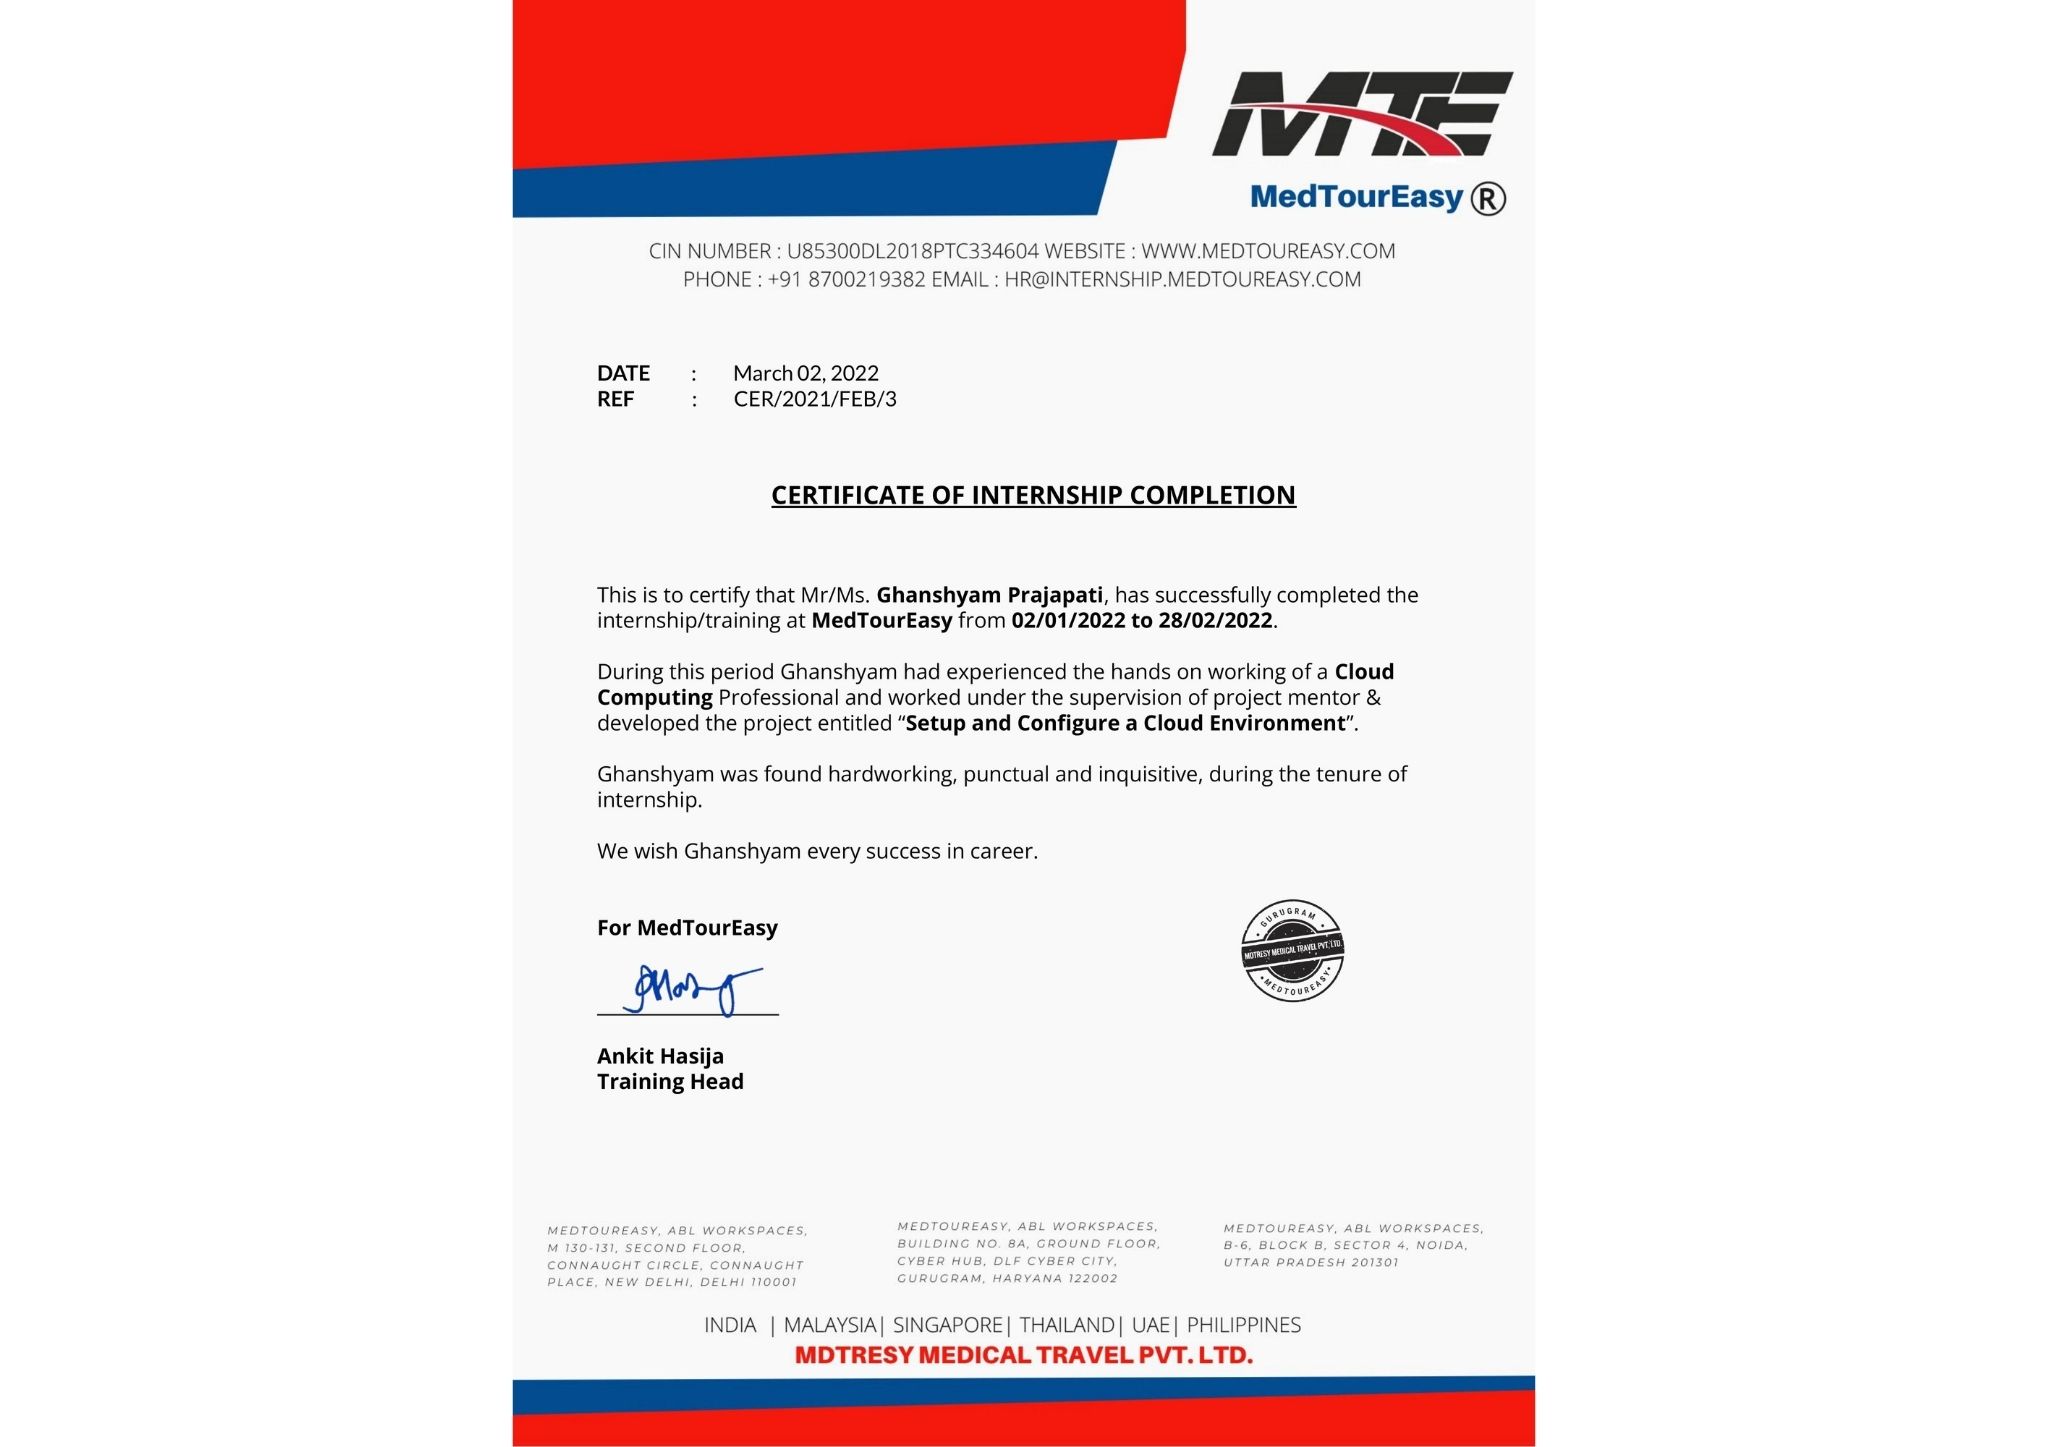 MTE
MedTourEasy ®
CIN NUMBER : U85300DL2018PTC334604 WEBSITE : WWW.MEDTOUREASY.COM
PHONE : +91 8700219382 EMAIL : HR@INTERNSHIP.MEDTOUREASY.COM
DATE : March 02, 2022
REF : CER/2021/FEB/3
CERTIFICATE OF INTERNSHIP COMPLETION
This is to certify that Mr/Ms. Ghanshyam Prajapati, has successfully completed the
internship/training at MedTourEasy from 02/01/2022 to 28/02/2022.
During this period Ghanshyam had experienced the hands on working of a Cloud
Computing Professional and worked under the supervision of project mentor &
developed the project entitled “Setup and Configure a Cloud Environment”.
Ghanshyam was found hardworking, punctual and inquisitive, during the tenure of
internship.
We wish Ghanshyam every success in career.
For MedTourEasy
GURUGRAM
MDTRESY MEDICAL TRAVEL PVT. LTD.
MEDTOUREASY
Ankit Hasija
Training Head
MEDTOUREASY, ABL WORKSPACES,
M 130-131, SECOND FLOOR,
CONNAUGHT CIRCLE, CONNAUGHT
PLACE, NEW DELHI, DELHI 110001
MEDTOUREASY, ABL WORKSPACES,
BUILDING NO. 8A, GROUND FLOOR,
CYBER HUB, DLF CYBER CITY,
GURUGRAM, HARYANA 122002
MEDTOUREASY, ABL WORKSPACES,
B-6, BLOCK B, SECTOR 4, NOIDA,
UTTAR PRADESH 201301
INDIA | MALAYSIA| SINGAPORE| THAILAND| UAE| PHILIPPINES
MDTRESY MEDICAL TRAVEL PVT. LTD.